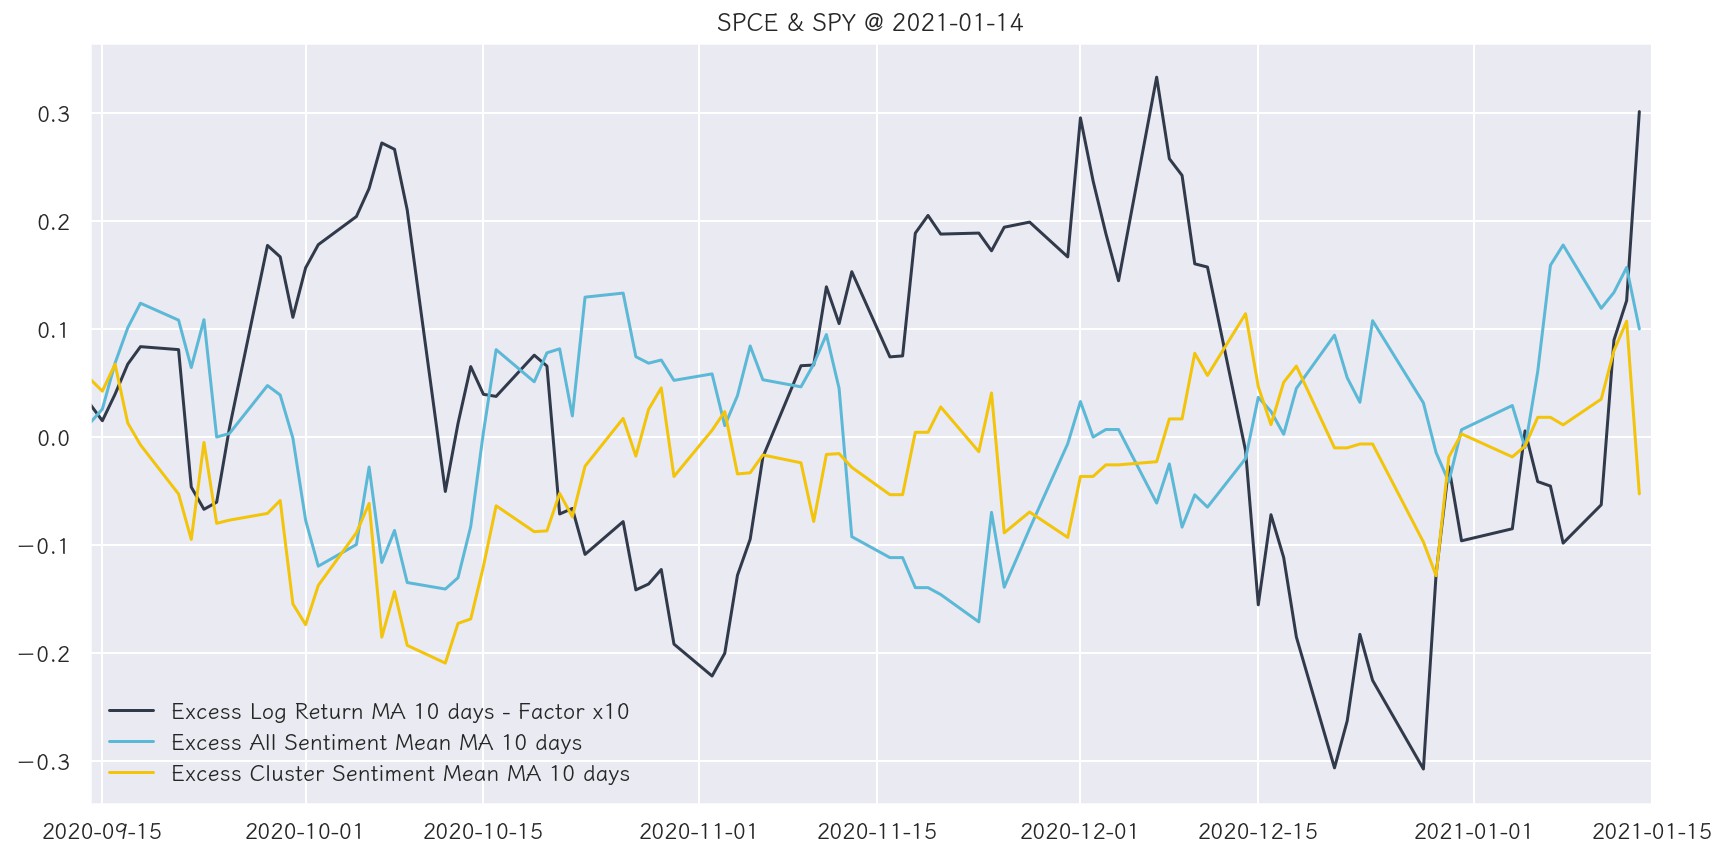 SPCE & SPY @ 2021-01-14
0.3
0.2
0.1
0.0
−0.1
−0.2
−0.3
Excess Log Return MA 10 days - Factor x10
Excess All Sentiment Mean MA 10 days
Excess Cluster Sentiment Mean MA 10 days
2020-09-15 2020-10-01 2020-10-15 2020-11-01 2020-11-15 2020-12-01 2020-12-15 2021-01-01 2021-01-15